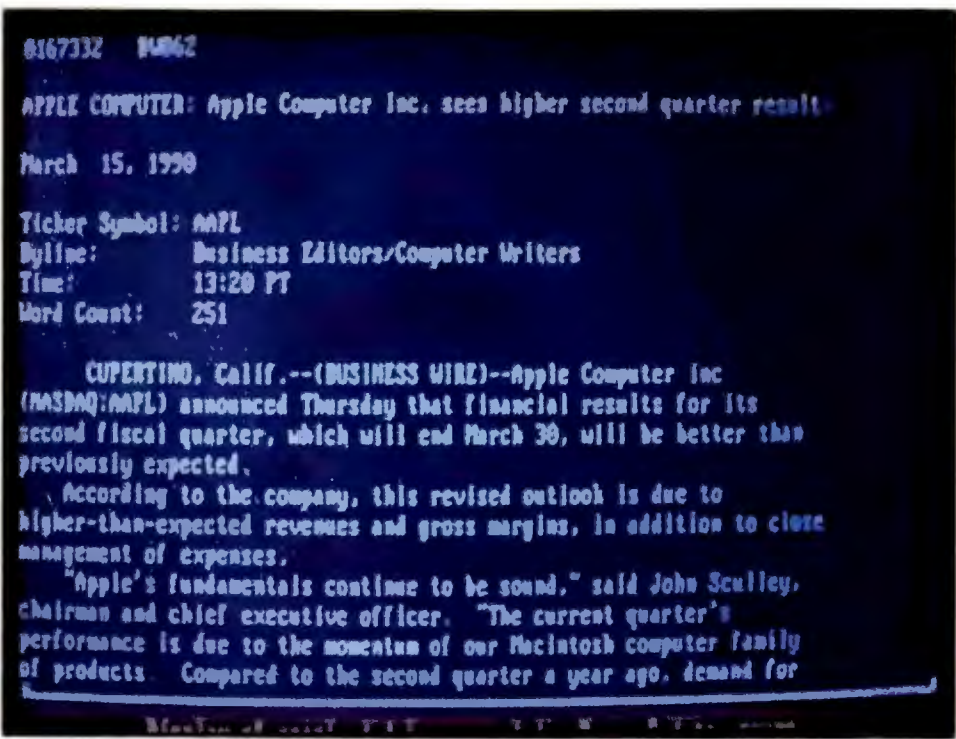 016733Z BW062
APPLE COMPUTER: Apple Computer Inc. sees higher second quarter result
March 15, 1990
Ticker Symbol: AAPL
Byline: Business Editors/Computer Writers
Time: 13:20 PT
Word Count: 251
CUPERTINO, Calif.--(BUSINESS WIRE)--Apple Computer Inc
(NASDAQ:AAPL) announced Thursday that financial results for its
second fiscal quarter, which will end March 30, will be better than
previously expected.
According to the company, this revised outlook is due to
higher-than-expected revenues and gross margins, in addition to close
management of expenses.
"Apple's fundamentals continue to be sound," said John Sculley,
chairman and chief executive officer. "The current quarter's
performance is due to the momentum of our Macintosh computer family
of products. Compared to the second quarter a year ago, demand for